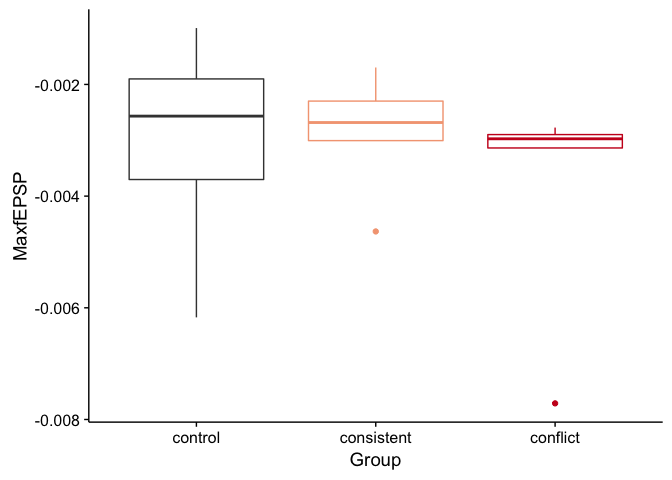 MaxfEPSP
-0.002
-0.004
-0.006
-0.008
control consistent conflict
Group